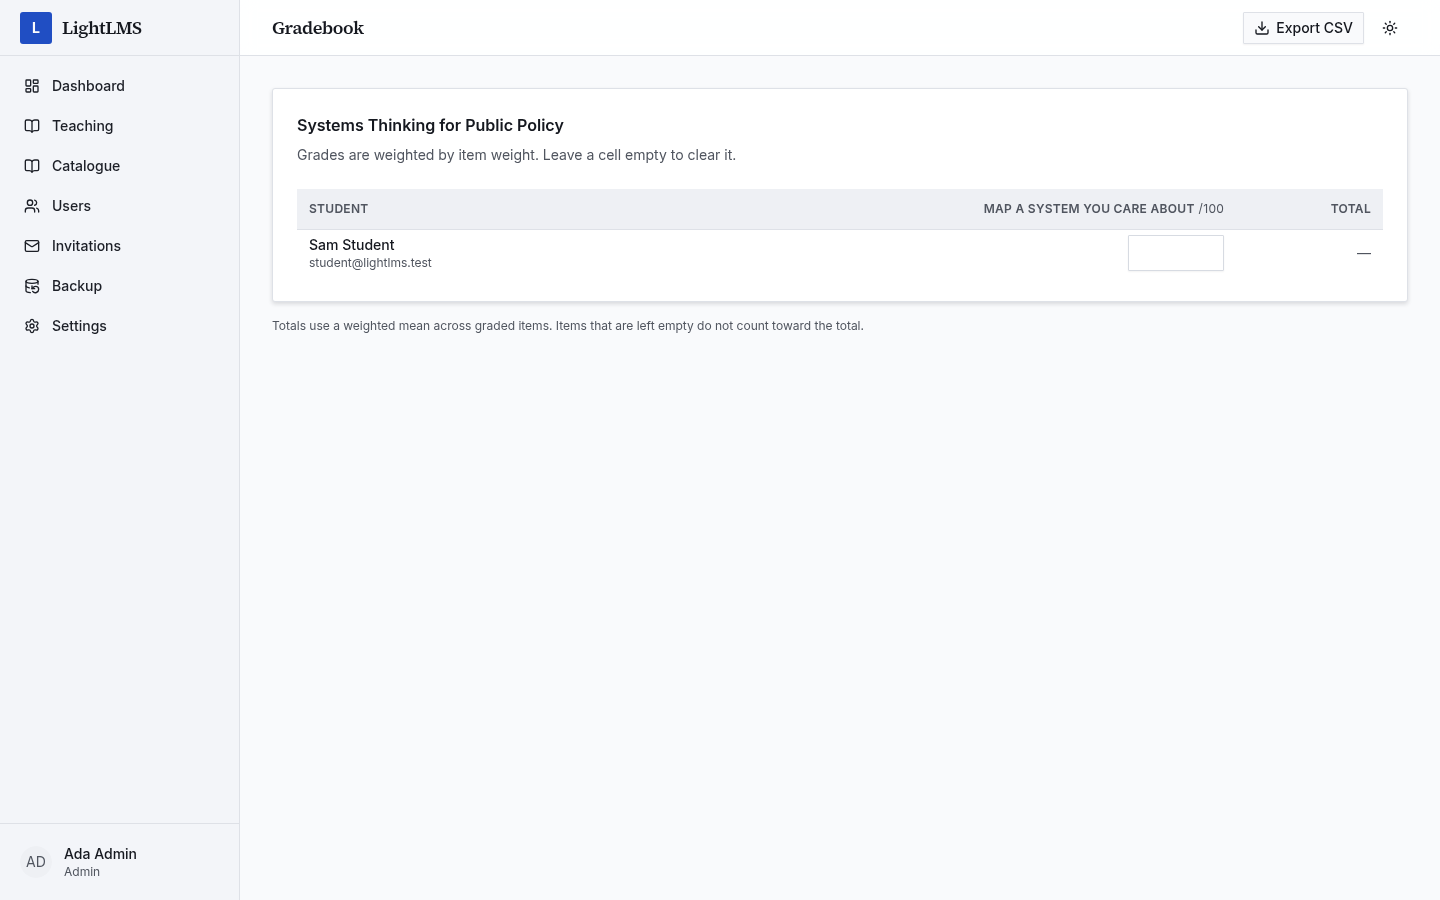 L LightLMS
Gradebook
Export CSV
Dashboard
Teaching
Catalogue
Users
Invitations
Backup
Settings
Systems Thinking for Public Policy
Grades are weighted by item weight. Leave a cell empty to clear it.
STUDENT MAP A SYSTEM YOU CARE ABOUT /100 TOTAL
Sam Student
student@lightlms.test
—
Totals use a weighted mean across graded items. Items that are left empty do not count toward the total.
AD
Ada Admin
Admin